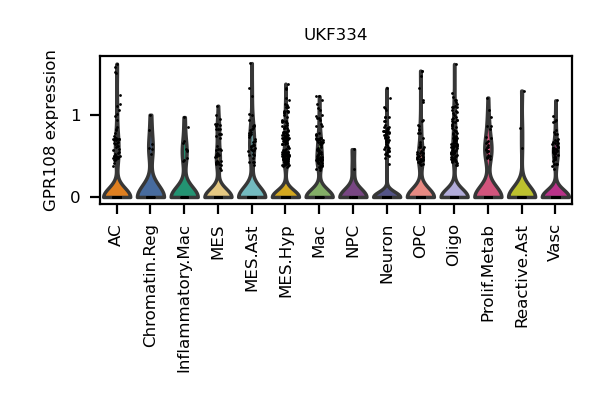 UKF334
GPR108 expression
1
0
AC
Chromatin.Reg
Inflammatory.Mac
MES
MES.Ast
MES.Hyp
Mac
NPC
Neuron
OPC
Oligo
Prolif.Metab
Reactive.Ast
Vasc